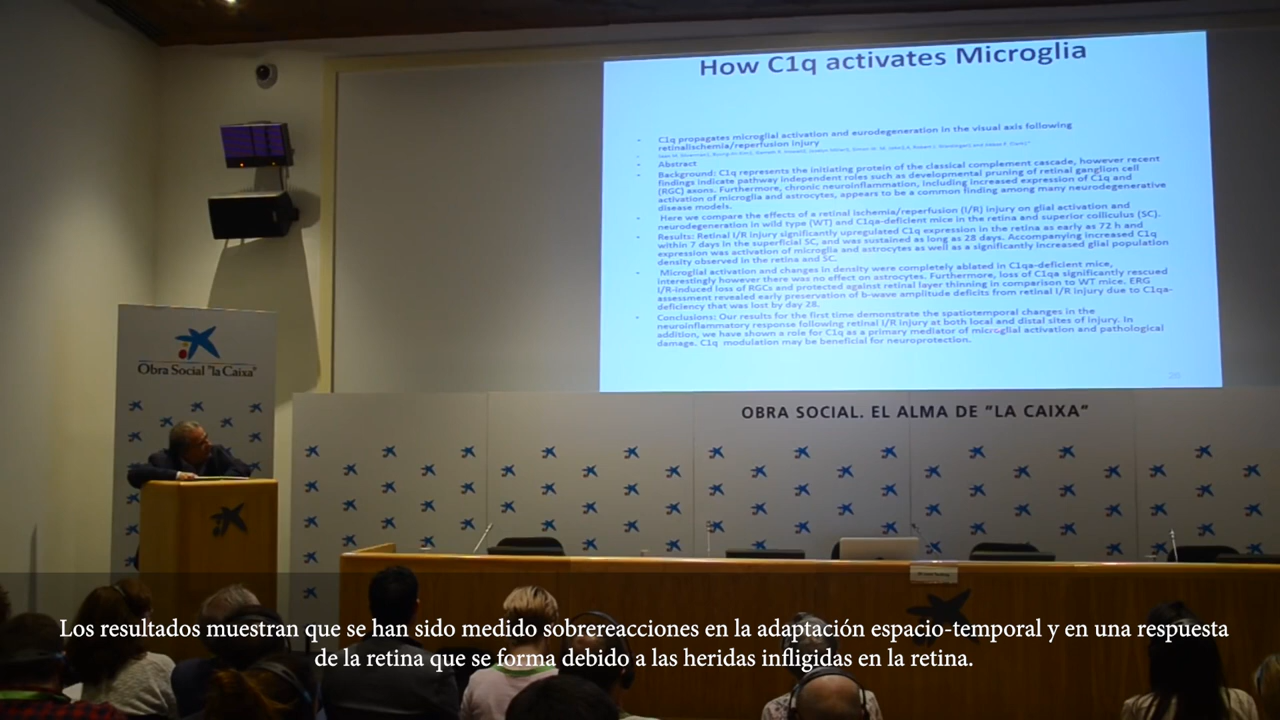 How C1q activates Microglia
• C1q propagates microglial activation and eurodegeneration in the visual axis following
retinalischemia/reperfusion injury
• Abstract
• Background: C1q represents the initiating protein of the classical complement cascade, however recent
findings indicate pathway independent roles such as developmental pruning of retinal ganglion cell
(RGC) axons. Furthermore, chronic neuroinflammation, including increased expression of C1q and
activation of microglia and astrocytes, appears to be a common finding among many neurodegenerative
disease models.
• Here we compare the effects of a retinal ischemia/reperfusion (I/R) injury on glial activation and
neurodegeneration in wild type (WT) and C1qa-deficient mice in the retina and superior colliculus (SC).
• Results: Retinal I/R injury significantly upregulated C1q expression in the retina as early as 72 h and
within 7 days in the superficial SC, and was sustained as long as 28 days. Accompanying increased C1q
expression was activation of microglia and astrocytes as well as a significantly increased glial population
density observed in the retina and SC.
• Microglial activation and changes in density were completely ablated in C1qa-deficient mice,
interestingly however there was no effect on astrocytes. Furthermore, loss of C1qa significantly rescued
I/R-induced loss of RGCs and protected against retinal layer thinning in comparison to WT mice. ERG
assessment revealed early preservation of b-wave amplitude deficits from retinal I/R injury due to C1qa-
deficiency that was lost by day 28.
• Conclusions: Our results for the first time demonstrate the spatiotemporal changes in the
neuroinflammatory response following retinal I/R injury at both local and distal sites of injury. In
addition, we have shown a role for C1q as a primary mediator of microglial activation and pathological
damage. C1q modulation may be beneficial for neuroprotection.
Obra Social "la Caixa"
OBRA SOCIAL. EL ALMA DE "LA CAIXA"
Los resultados muestran que se han sido medido sobrereacciones en la adaptación espacio-temporal y en una respuesta
de la retina que se forma debido a las heridas infligidas en la retina.